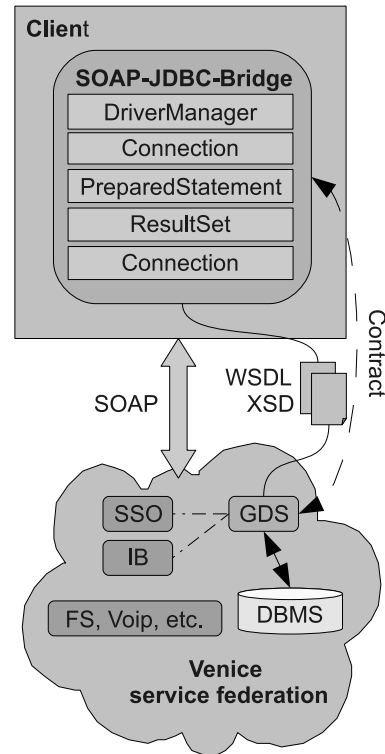 Client
SOAP-JDBC-Bridge
DriverManager
Connection
PreparedStatement
ResultSet
Connection
Contract
WSDL
XSD
SOAP
SSO
GDS
IB
FS, Voip, etc.
DBMS
Venice
service federation